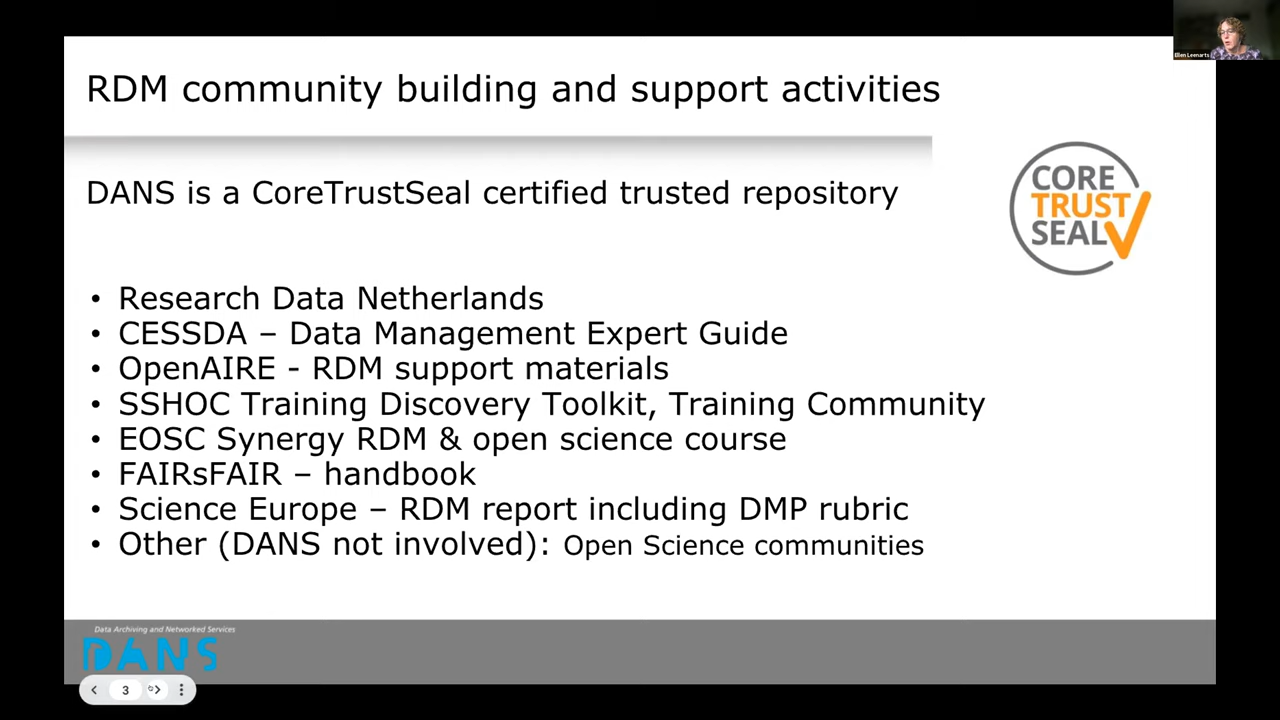 Ellen Leenarts
RDM community building and support activities
DANS is a CoreTrustSeal certified trusted repository
CORE
TRUST
SEAL
• Research Data Netherlands
• CESSDA – Data Management Expert Guide
• OpenAIRE - RDM support materials
• SSHOC Training Discovery Toolkit, Training Community
• EOSC Synergy RDM & open science course
• FAIRsFAIR – handbook
• Science Europe – RDM report including DMP rubric
• Other (DANS not involved): Open Science communities
Data Archiving and Networked Services
DANS
3